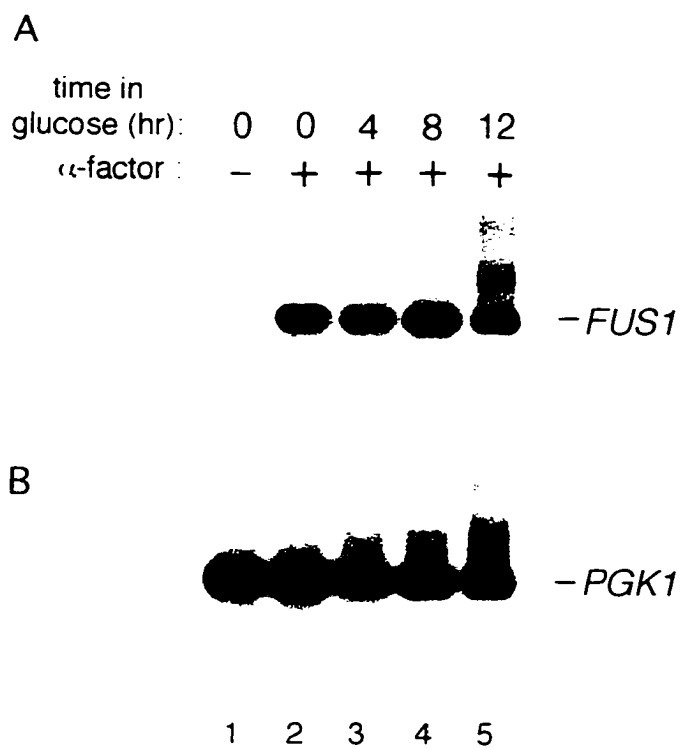 A
time in
glucose (hr): 0 0 4 8 12
α-factor : - + + + +
- FUS1
B
- PGK1
1 2 3 4 5